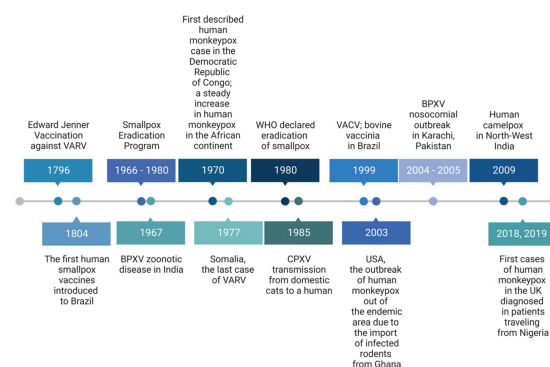 First described
human
monkeypox
case in the
Democratic
Republic
of Congo;
a steady
increase
in human
monkeypox
in the African
continent
Edward Jenner
Vaccination
against VARV
Smallpox
Eradication
Program
WHO declared
eradication
of smallpox
VACV; bovine
vaccinia
in Brazil
BPXV
nosocomial
outbreak
in Karachi,
Pakistan
Human
camelpox
in North-West
India
1796
1966 - 1980
1970
1980
1999
2004 - 2005
2009
1804
1967
1977
1985
2003
2018, 2019
The first human
smallpox
vaccines
introduced
to Brazil
BPXV zoonotic
disease in India
Somalia,
the last case
of VARV
CPXV
transmission
from domestic
cats to a human
USA,
the outbreak
of human
monkeypox
out of
the endemic
area due to
the import
of infected
rodents
from Ghana
First cases
of human
monkeypox
in the UK
diagnosed
in patients
traveling
from Nigeria